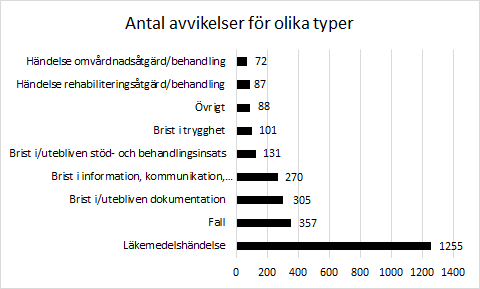 Antal avvikelser för olika typer
Händelse omvårdnadsåtgärd/behandling 72
Händelse rehabiliteringsåtgärd/behandling 87
Övrigt 88
Brist i trygghet 101
Brist i/utebliven stöd- och behandlingsinsats 131
Brist i information, kommunikation,... 270
Brist i/utebliven dokumentation 305
Fall 357
Läkemedelshändelse 1255
0 200 400 600 800 1000 1200 1400